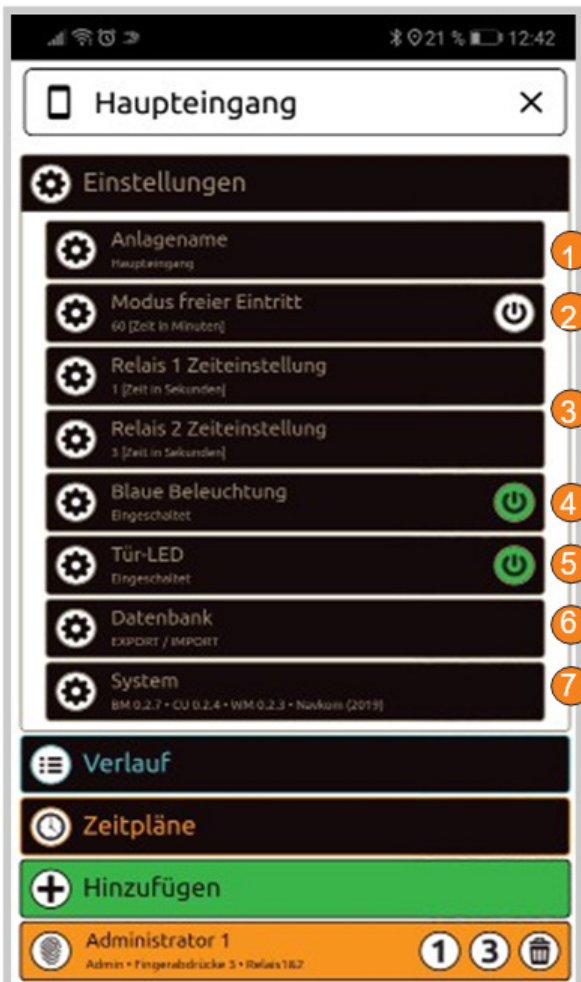 21 % 12:42
Haupteingang
Einstellungen
Anlagename
Haupteingang
1
Modus freier Eintritt
60 [Zeit in Minuten]
2
Relais 1 Zeiteinstellung
1 [Zeit in Sekunden]
3
Relais 2 Zeiteinstellung
3 [Zeit in Sekunden]
Blaue Beleuchtung
Eingeschaltet
4
Tür-LED
Eingeschaltet
5
Datenbank
EXPORT / IMPORT
6
System
BM 0.2.7 • CU 0.2.4 • WM 0.2.3 • Navkom (2019)
7
Verlauf
Zeitpläne
Hinzufügen
Administrator 1
Admin • Fingerabdrücke 3 • Relais 1&2
1 3